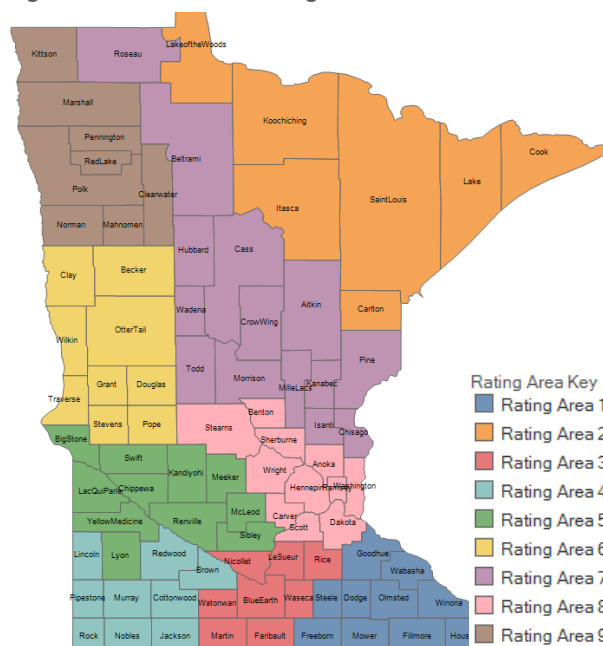 LakeoftheWoods
Kittson
Roseau
Marshall
Koochiching
Pennington
Cook
RedLake
Beltrami
Lake
Polk
Clearwater
Itasca
SaintLouis
Norman
Mahnomen
Hubbard
Cass
Becker
Clay
Aitkin
Wadena
Carlton
CrowWing
OtterTail
Wilkin
Pine
Todd
Morrison
MilleLacs
Kanabec
Grant
Douglas
Traverse
Benton
Stevens
Pope
Stearns
Isanti
Chisago
BigStone
Sherburne
Swift
Anoka
Kandiyohi
Meeker
Wright
Washington
Hennepin
Ramsey
LacQuiParle
Chippewa
McLeod
Carver
YellowMedicine
Renville
Scott
Dakota
Sibley
Lincoln
Lyon
Redwood
Nicollet
LeSueur
Rice
Goodhue
Brown
Wabasha
Pipestone
Murray
Cottonwood
Watonwan
BlueEarth
Waseca
Steele
Dodge
Olmsted
Winona
Rock
Nobles
Jackson
Martin
Faribault
Freeborn
Mower
Fillmore
Hous
Rating Area Key
Rating Area 1
Rating Area 2
Rating Area 3
Rating Area 4
Rating Area 5
Rating Area 6
Rating Area 7
Rating Area 8
Rating Area 9